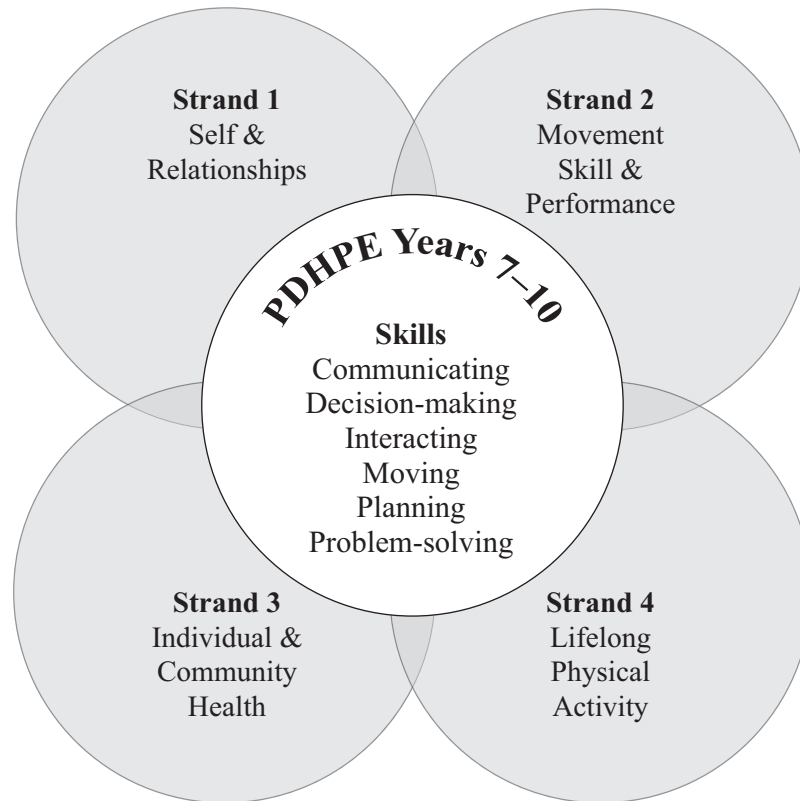 Strand 1
Self &
Relationships
Strand 2
Movement
Skill &
Performance
PDHPE Years 7–10
Skills
Communicating
Decision-making
Interacting
Moving
Planning
Problem-solving
Strand 3
Individual &
Community
Health
Strand 4
Lifelong
Physical
Activity